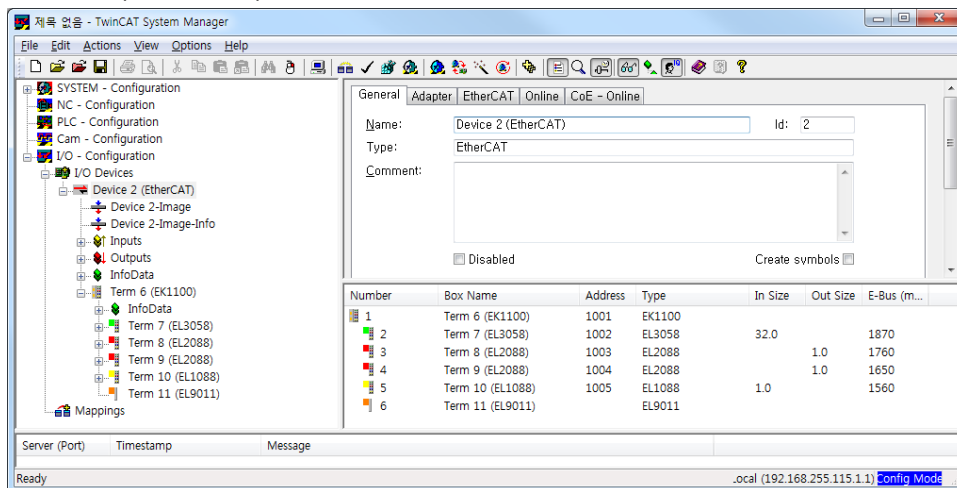 제목 없음 - TwinCAT System Manager
File Edit Actions View Options Help
SYSTEM - Configuration
NC - Configuration
PLC - Configuration
Cam - Configuration
I/O - Configuration
I/O Devices
Device 2 (EtherCAT)
Device 2-Image
Device 2-Image-Info
Inputs
Outputs
InfoData
Term 6 (EK1100)
InfoData
Term 7 (EL3058)
Term 8 (EL2088)
Term 9 (EL2088)
Term 10 (EL1088)
Term 11 (EL9011)
Mappings
General Adapter EtherCAT Online CoE - Online
Name: Device 2 (EtherCAT) Id: 2
Type: EtherCAT
Comment:
Disabled Create symbols
Number Box Name Address Type In Size Out Size E-Bus (m...
1 Term 6 (EK1100) 1001 EK1100
2 Term 7 (EL3058) 1002 EL3058 32.0 1870
3 Term 8 (EL2088) 1003 EL2088 1.0 1760
4 Term 9 (EL2088) 1004 EL2088 1.0 1650
5 Term 10 (EL1088) 1005 EL1088 1.0 1560
6 Term 11 (EL9011) EL9011
Server (Port) Timestamp Message
Ready .ocal (192.168.255.115.1.1) Config Mode